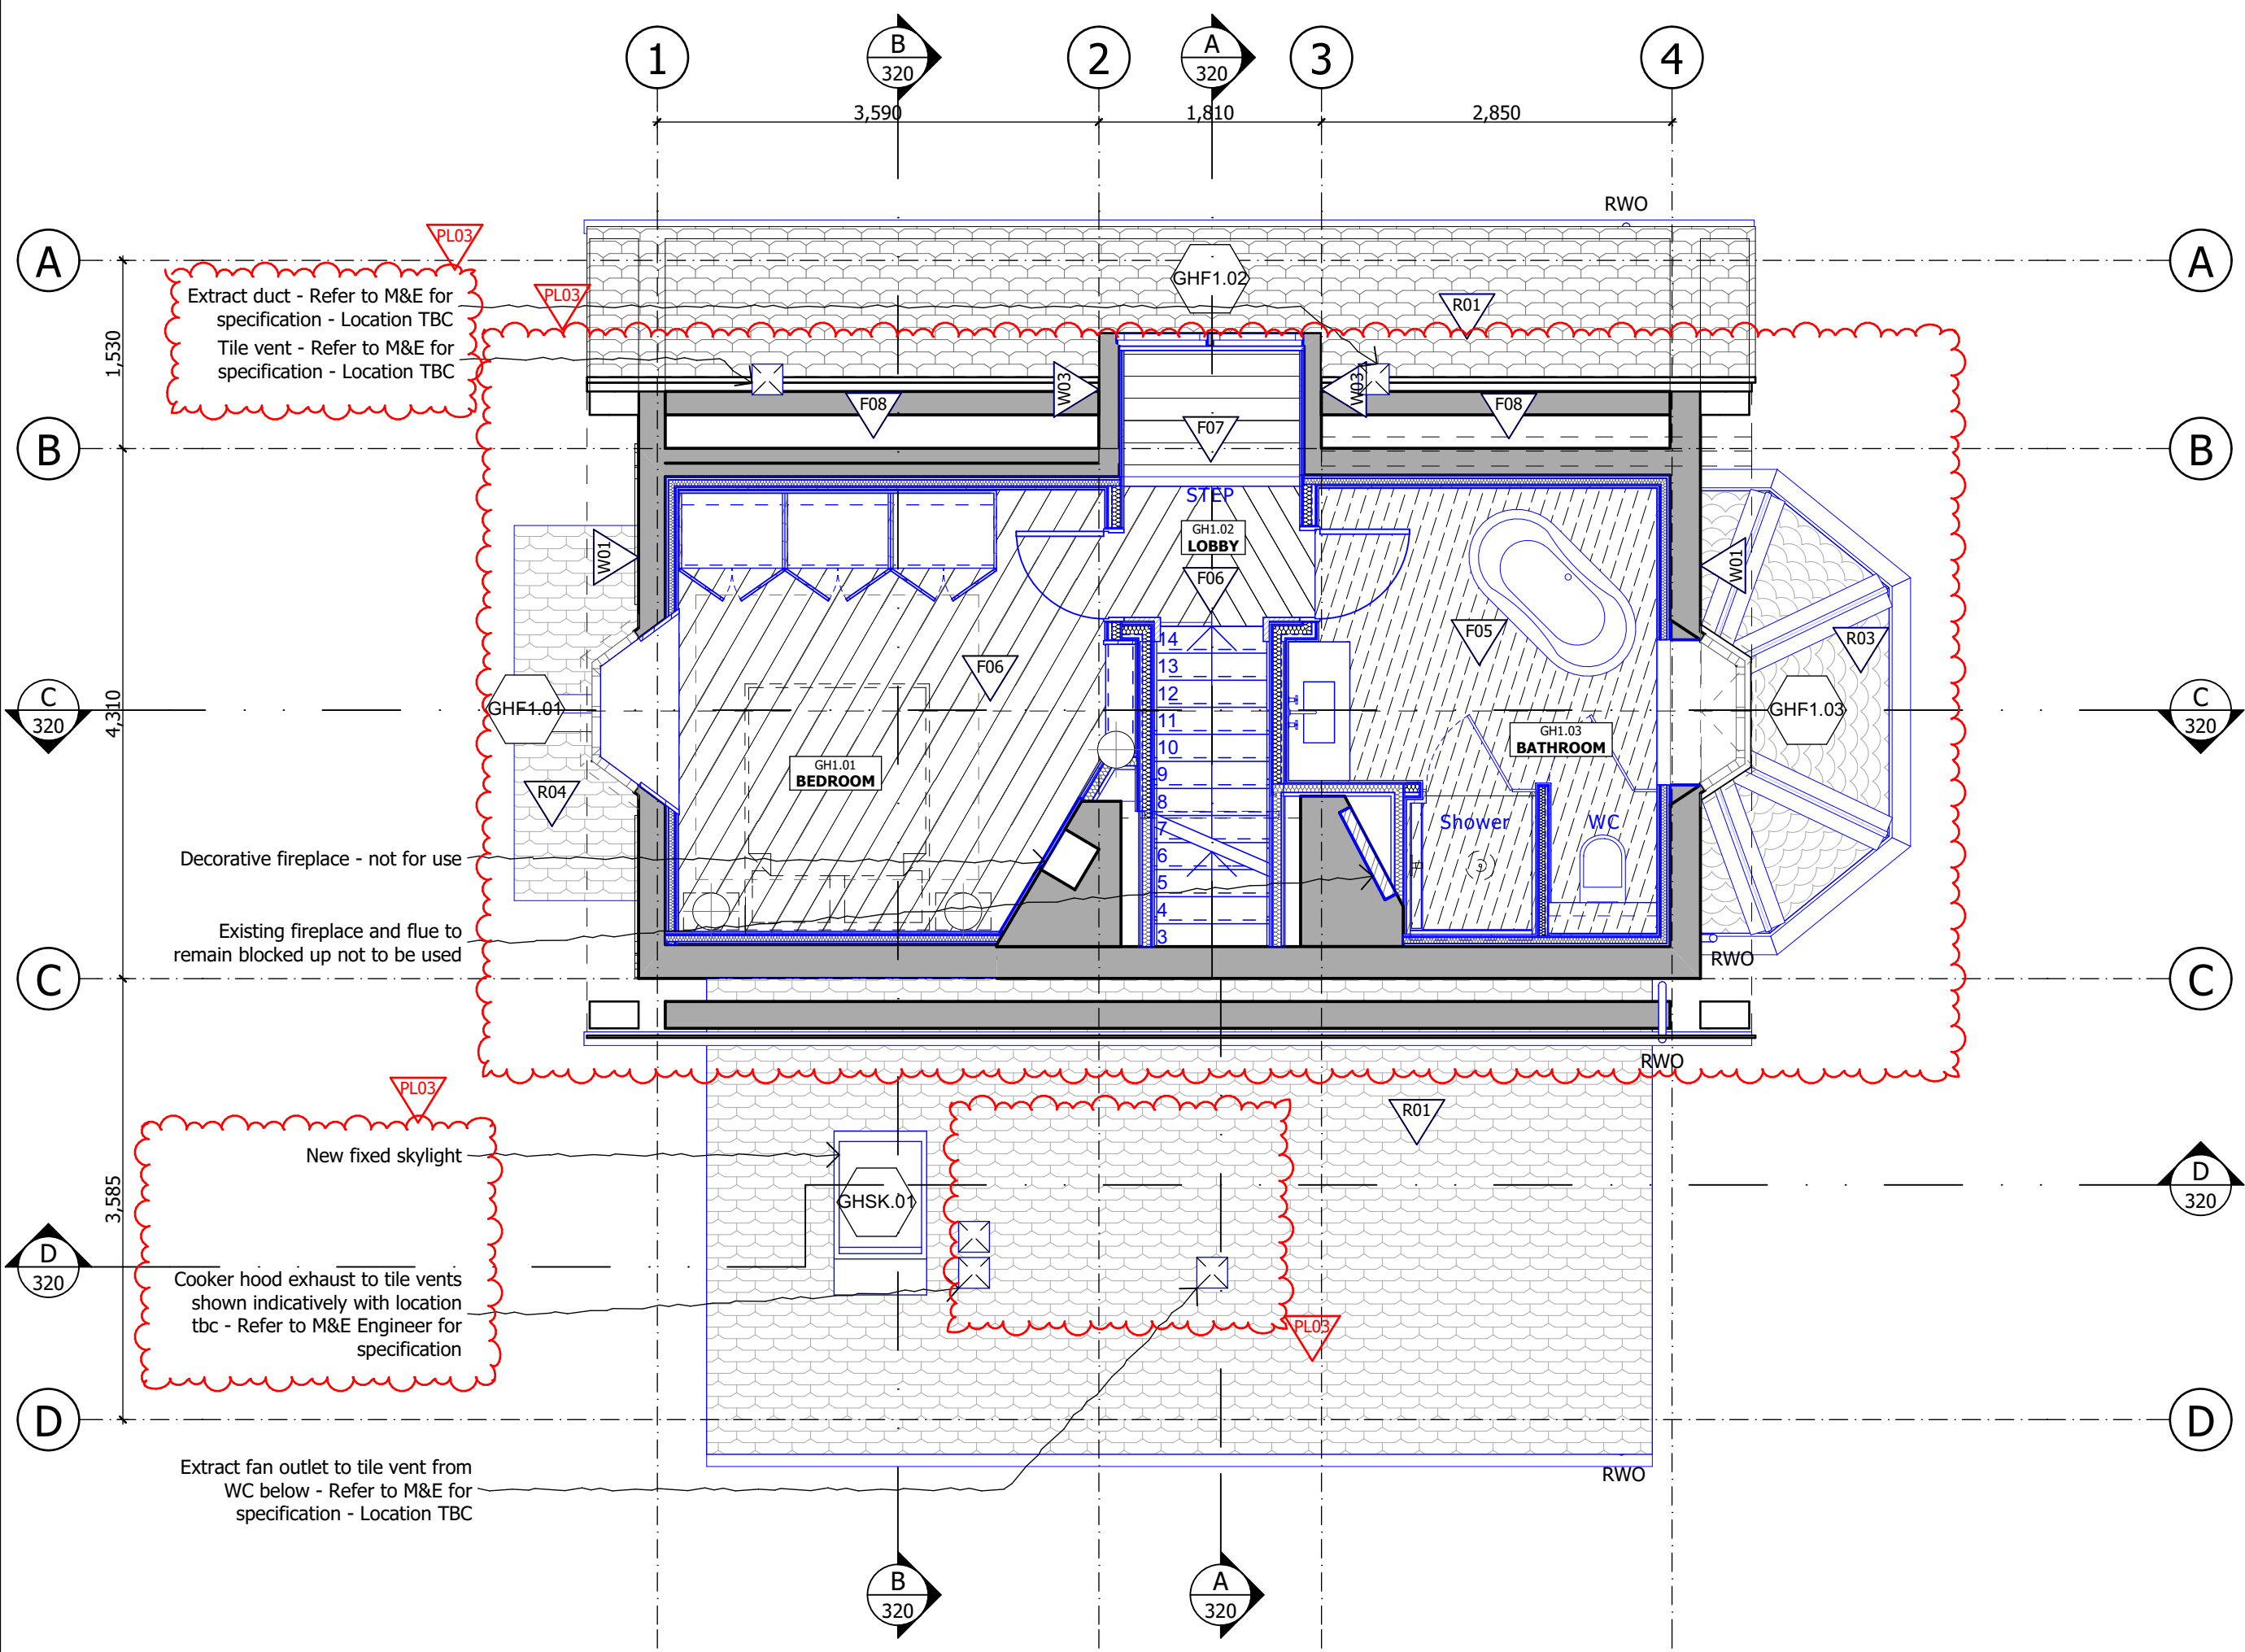 1
B
320
2
A
320
3
4
3,590
1,810
2,850
RWO
A
A
PL03
PL03
GHF1.02
R01
Extract duct - Refer to M&E for
specification - Location TBC
Tile vent - Refer to M&E for
specification - Location TBC
1,530
W03
W03
F08
F08
F07
B
B
STEP
GH1.02
LOBBY
F06
W01
W01
F05
R03
F06
14
13
12
11
10
9
8
7
6
5
4
3
C
320
4,310
GHF1.01
GHF1.03
C
320
GH1.03
BATHROOM
GH1.01
BEDROOM
R04
Shower
WC
Decorative fireplace - not for use
Existing fireplace and flue to
remain blocked up not to be used
RWO
C
C
RWO
PL03
R01
New fixed skylight
3,585
GHSK.01
D
320
D
320
Cooker hood exhaust to tile vents
shown indicatively with location
tbc - Refer to M&E Engineer for
specification
PL03
D
D
Extract fan outlet to tile vent from
WC below - Refer to M&E for
specification - Location TBC
RWO
B
320
A
320